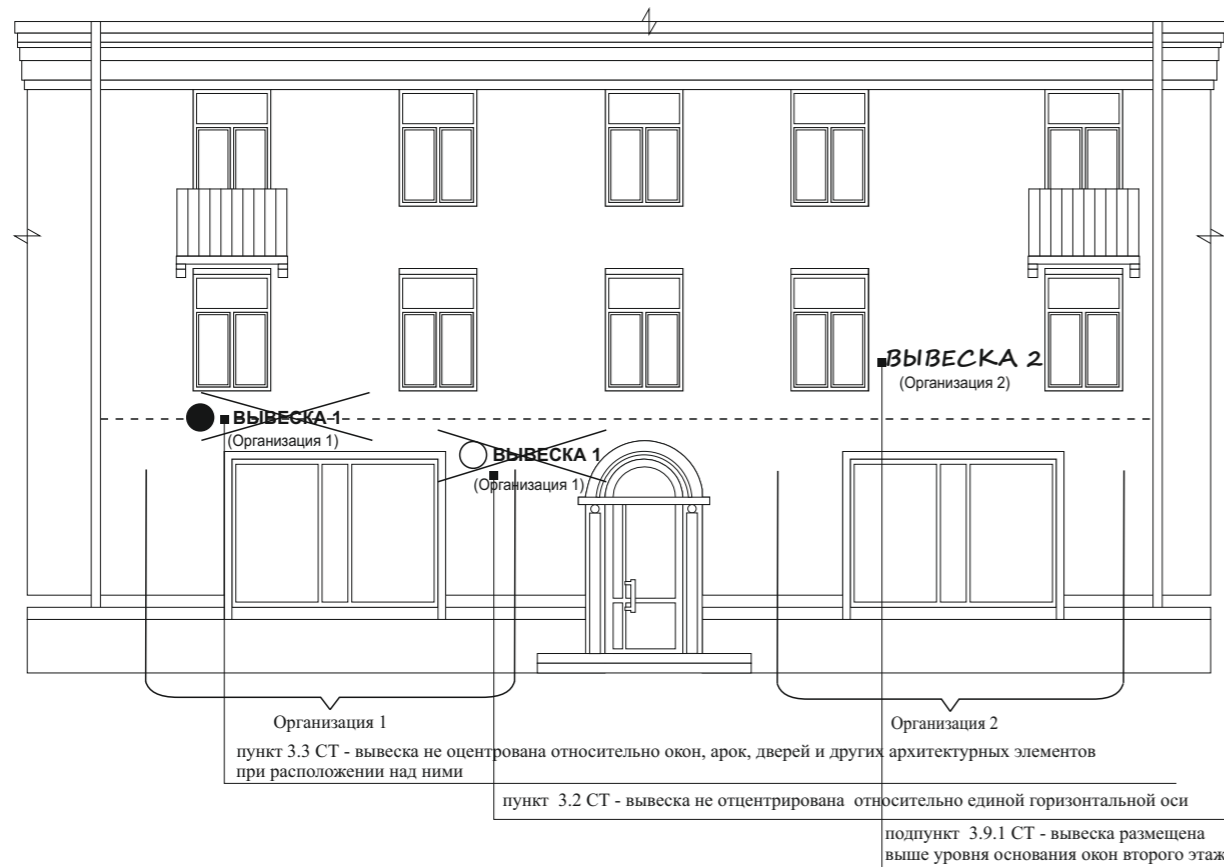 ВЫВЕСКА 2
(Организация 2)
ВЫВЕСКА 1
(Организация 1)
ВЫВЕСКА 1
(Организация 1)
Организация 1
Организация 2
пункт 3.3 СТ - вывеска не оцентрована относительно окон, арок, дверей и других архитектурных элементов
при расположении над ними
пункт 3.2 СТ - вывеска не отцентрирована относительно единой горизонтальной оси
подпункт 3.9.1 СТ - вывеска размещена
выше уровня основания окон второго этаж